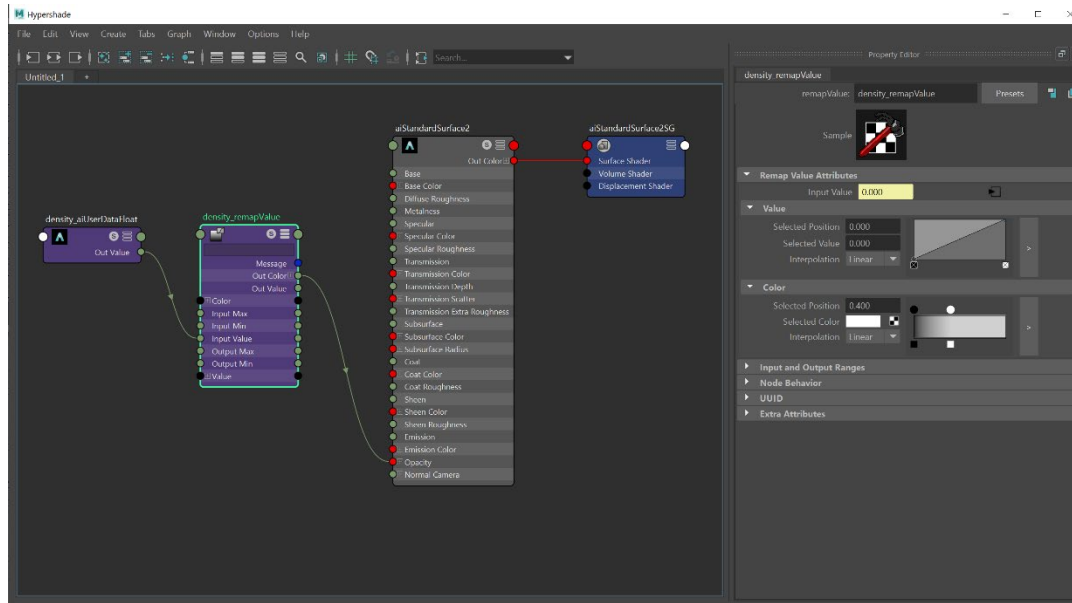 Hypershade
File Edit View Create Tabs Graph Window Options Help
Search...
Untitled_1 +
density_aiUserDataFloat
Out Value
density_remapValue
Message
Out Color
Out Value
Color
Input Max
Input Min
Input Value
Output Max
Output Min
Value
aiStandardSurface2
Out Color
Base
Base Color
Diffuse Roughness
Metalness
Specular
Specular Color
Specular Roughness
Transmission
Transmission Color
Transmission Depth
Transmission Scatter
Transmission Extra Roughness
Subsurface
Subsurface Color
Subsurface Radius
Coat
Coat Color
Coat Roughness
Sheen
Sheen Color
Sheen Roughness
Emission
Emission Color
Opacity
Normal Camera
aiStandardSurface2SG
Surface Shader
Volume Shader
Displacement Shader
Property Editor
density_remapValue
remapValue: density_remapValue Presets
Sample
Remap Value Attributes
Input Value 0.000
Value
Selected Position 0.000
Selected Value 0.000
Interpolation Linear
>
Color
Selected Position 0.400
Selected Color
Interpolation Linear
>
Input and Output Ranges
Node Behavior
UUID
Extra Attributes